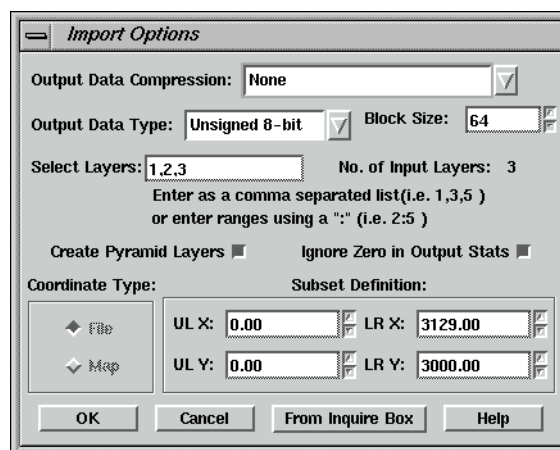 Import Options
Output Data Compression: None
Output Data Type: Unsigned 8-bit Block Size: 64
Select Layers: 1,2,3 No. of Input Layers: 3
Enter as a comma separated list(i.e. 1,3,5 )
or enter ranges using a ":" (i.e. 2:5 )
Create Pyramid Layers Ignore Zero in Output Stats
Coordinate Type: Subset Definition:
File UL X: 0.00 LR X: 3129.00
Map UL Y: 0.00 LR Y: 3000.00
OK Cancel From Inquire Box Help